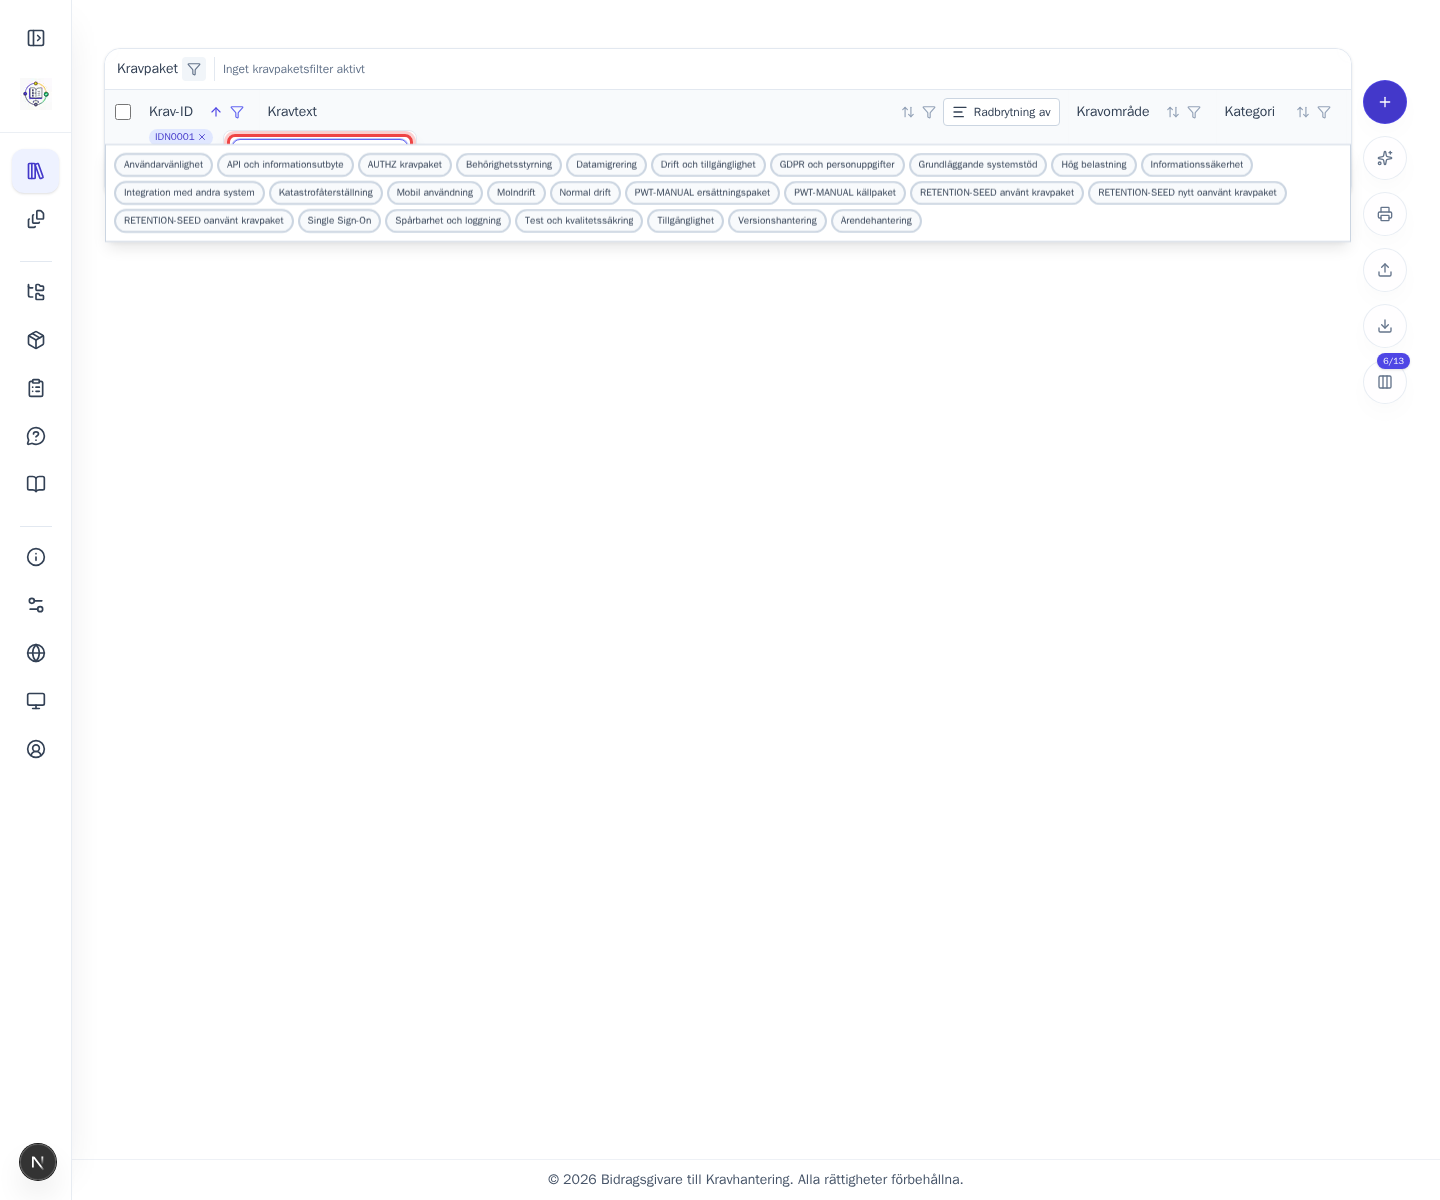 Kravpaket
Inget kravpaketsfilter aktivt
Krav-ID
Kravtext
Radbrytning av
Kravområde
Kategori
IDN0001
Användarvänlighet
API och informationsutbyte
AUTHZ kravpaket
Behörighetsstyrning
Datamigrering
Drift och tillgänglighet
GDPR och personuppgifter
Grundläggande systemstöd
Hög belastning
Informationssäkerhet
Integration med andra system
Katastrofåterställning
Mobil användning
Molndrift
Normal drift
PWT-MANUAL ersättningspaket
PWT-MANUAL källpaket
RETENTION-SEED använt kravpaket
RETENTION-SEED nytt oanvänt kravpaket
RETENTION-SEED oanvänt kravpaket
Single Sign-On
Spårbarhet och loggning
Test och kvalitetssäkring
Tillgänglighet
Versionshantering
Ärendehantering
6/13
N
© 2026 Bidragsgivare till Kravhantering. Alla rättigheter förbehållna.